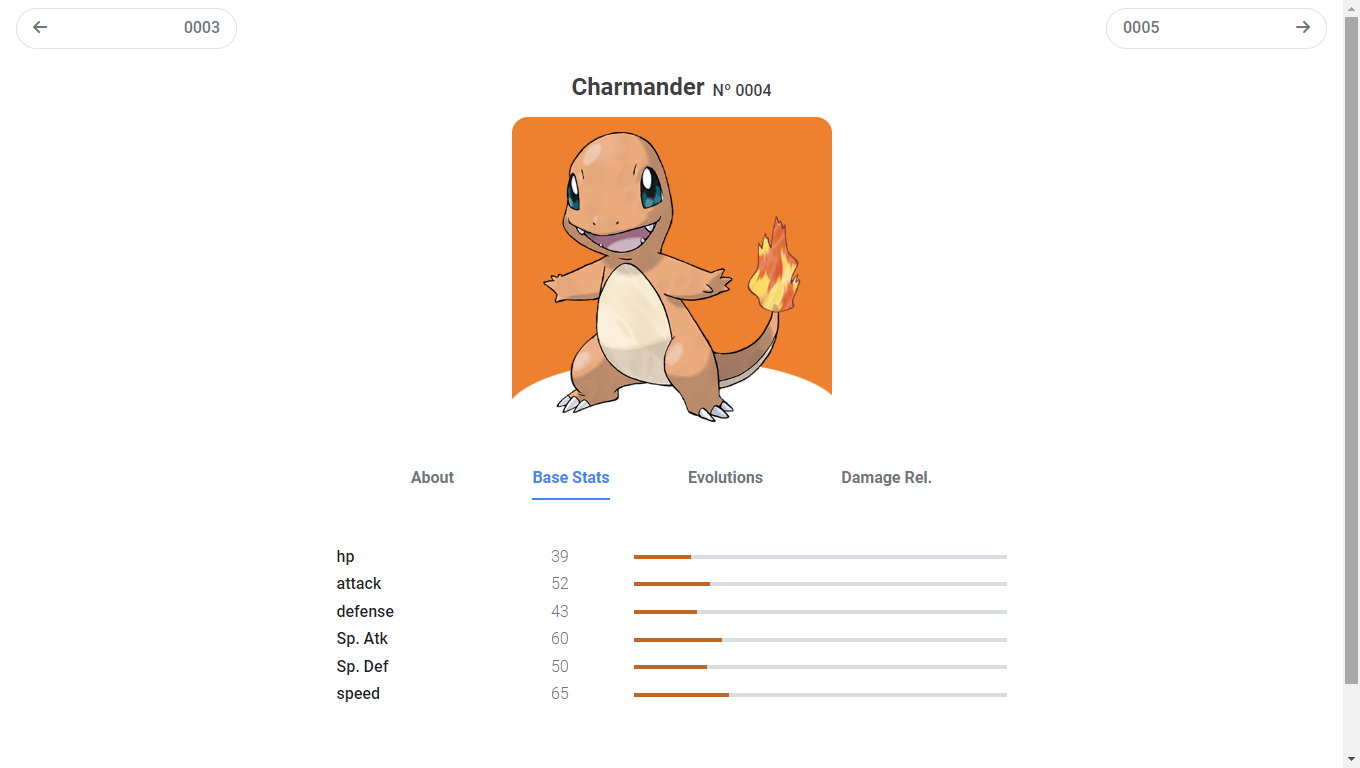 0003
0005
Charmander Nº 0004
About Base Stats Evolutions Damage Rel.
hp 39
attack 52
defense 43
Sp. Atk 60
Sp. Def 50
speed 65